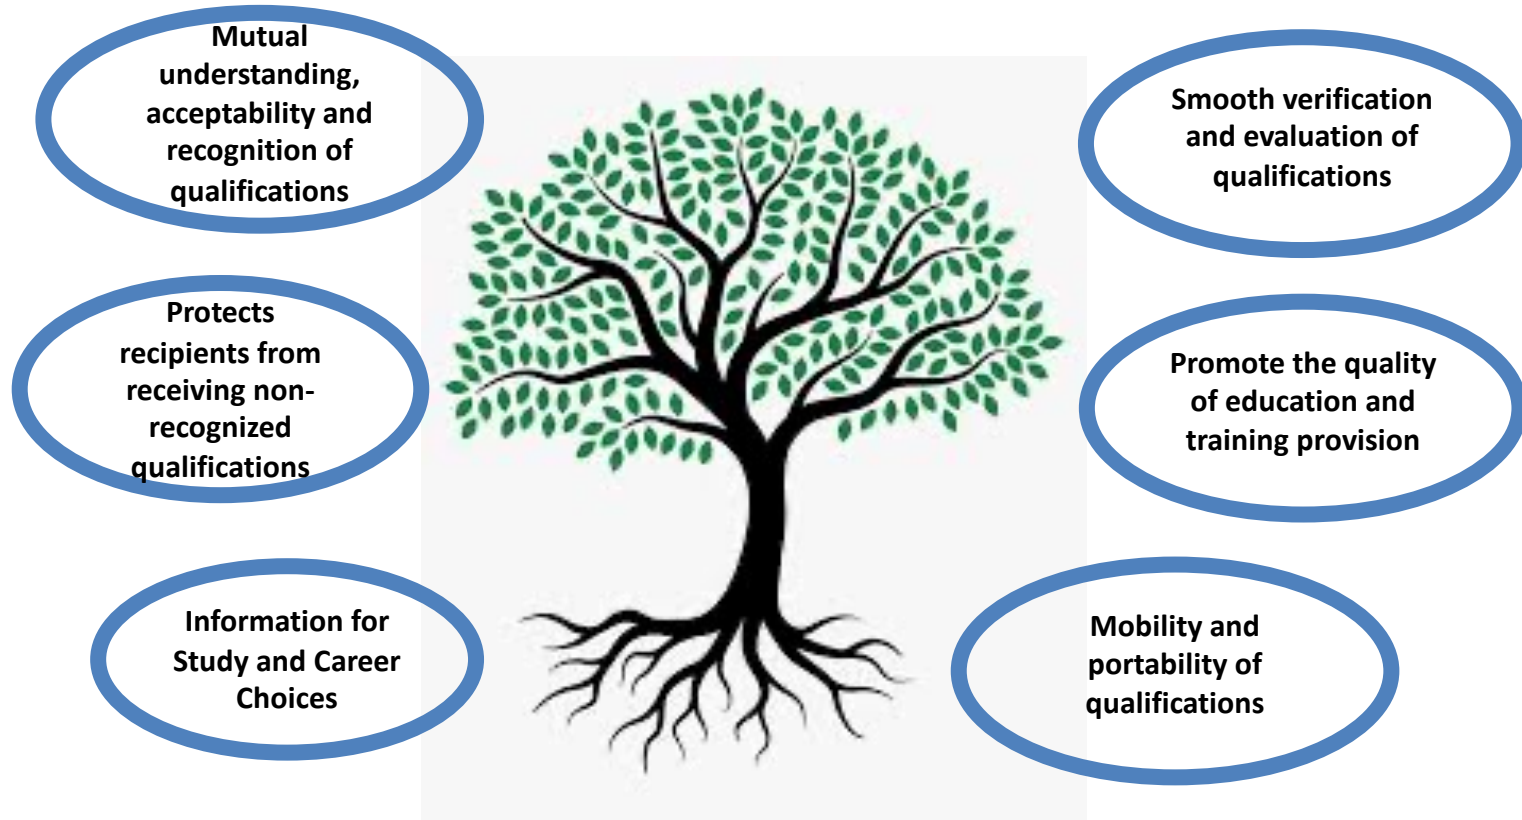 Mutual
understanding,
acceptability and
recognition of
qualifications
Protects
recipients from
receiving non-
recognized
qualifications
Information for
Study and Career
Choices
Smooth verification
and evaluation of
qualifications
Promote the quality
of education and
training provision
Mobility and
portability of
qualifications